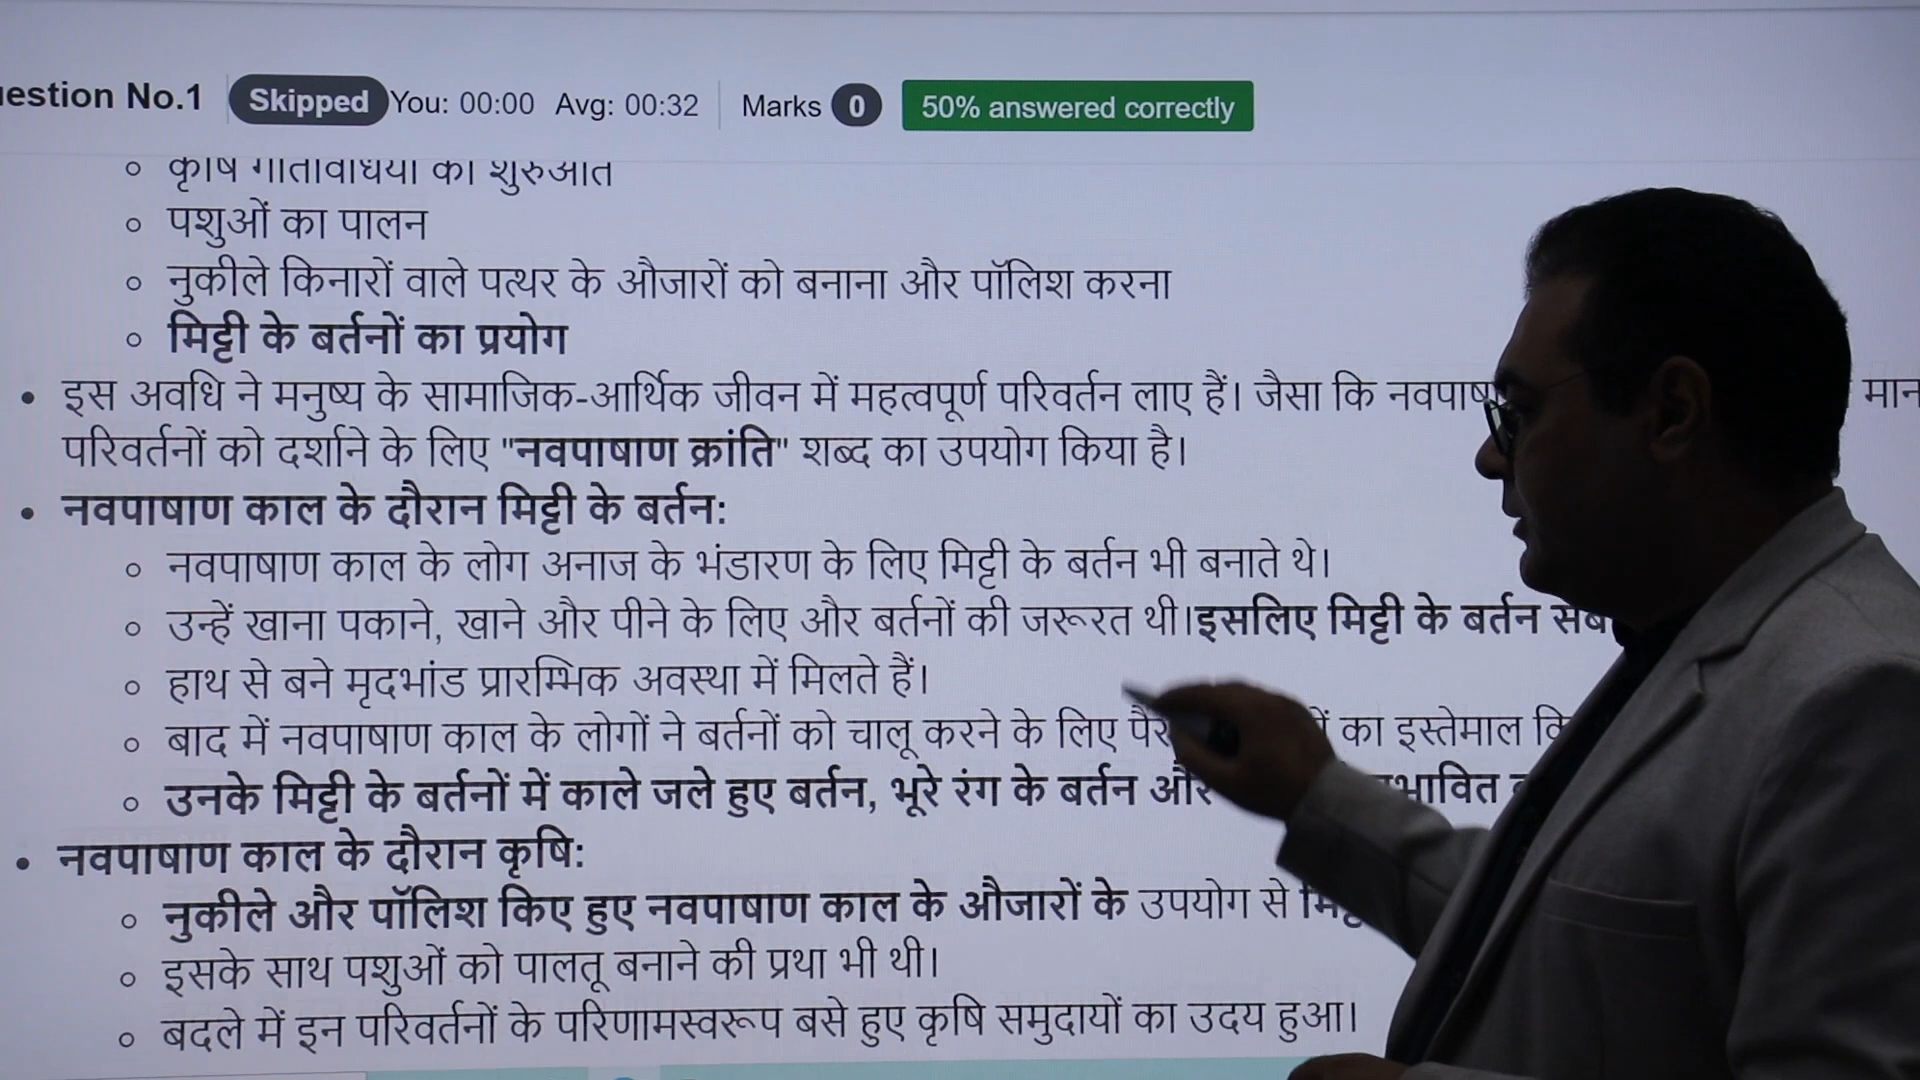 estion No.1 Skipped You: 00:00 Avg: 00:32 Marks 0 50% answered correctly
कृषि गतिविधियों की शुरुआत
पशुओं का पालन
नुकीले किनारों वाले पत्थर के औजारों को बनाना और पॉलिश करना
मिट्टी के बर्तनों का प्रयोग
इस अवधि ने मनुष्य के सामाजिक-आर्थिक जीवन में महत्वपूर्ण परिवर्तन लाए हैं। जैसा कि
परिवर्तनों को दर्शाने के लिए "नवपाषाण क्रांति" शब्द का उपयोग किया है।
नवपाषाण काल के दौरान मिट्टी के बर्तन:
नवपाषाण काल के लोग अनाज के भंडारण के लिए मिट्टी के बर्तन भी बनाते थे।
उन्हें खाना पकाने, खाने और पीने के लिए और बर्तनों की जरूरत थी।इसलिए मिट्टी के बर्तन
हाथ से बने मृदभांड प्रारम्भिक अवस्था में मिलते हैं।
बाद में नवपाषाण काल के लोगों ने बर्तनों को चालू करने के लिए का इस्तेमाल
उनके मिट्टी के बर्तनों में काले जले हुए बर्तन, भूरे रंग के बर्तन और
नवपाषाण काल के दौरान कृषि:
नुकीले और पॉलिश किए हुए नवपाषाण काल के औजारों के उपयोग से
इसके साथ पशुओं को पालतू बनाने की प्रथा भी थी।
बदले में इन परिवर्तनों के परिणामस्वरूप बसे हुए कृषि समुदायों का उदय हुआ।